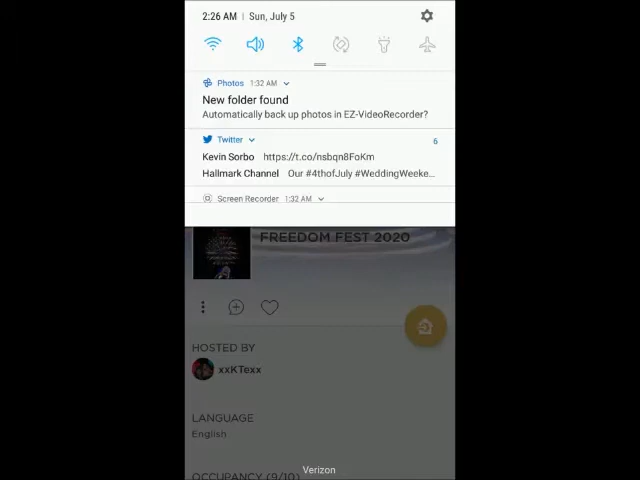 2:26 AM | Sun, July 5
Photos 1:32 AM
New folder found
Automatically back up photos in EZ-VideoRecorder?
Twitter 6
Kevin Sorbo https://t.co/nsbqn8FoKm
Hallmark Channel Our #4thofJuly #WeddingWeeke...
Screen Recorder 1:32 AM
FREEDOM FEST 2020
HOSTED BY
xxKTexx
LANGUAGE
English
OCCUPANCY (9/10)
Verizon